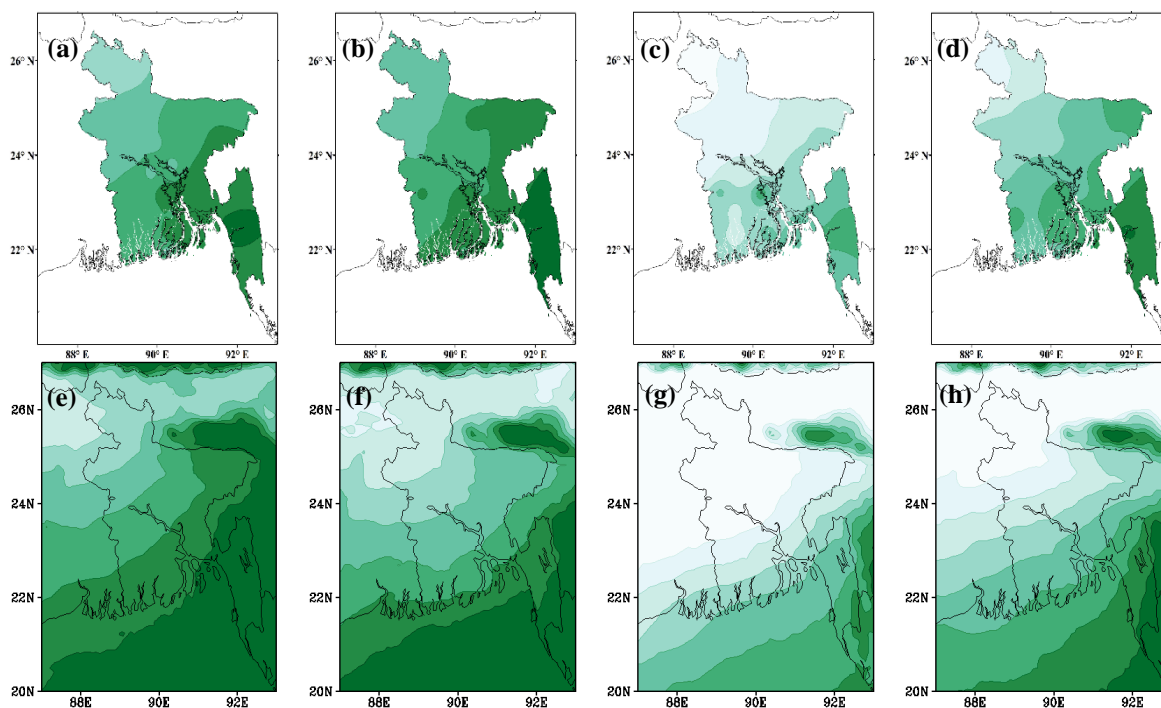 (a) (b) (c) (d)
26° N 26° N 26° N 26° N
24° N 24° N 24° N 24° N
22° N 22° N 22° N 22° N
88° E 90° E 92° E 88° E 90° E 92° E 88° E 90° E 92° E 88° E 90° E 92° E
(e) (f) (g) (h)
26N 26N 26N 26N
24N 24N 24N 24N
22N 22N 22N 22N
20N 20N 20N 20N
88E 90E 92E 88E 90E 92E 88E 90E 92E 88E 90E 92E